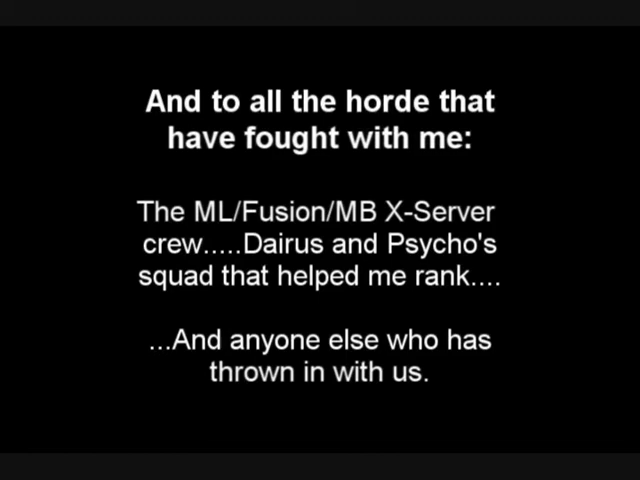 And to all the horde that
have fought with me:
The ML/Fusion/MB X-Server
crew.....Dairus and Psycho's
squad that helped me rank....
...And anyone else who has
thrown in with us.